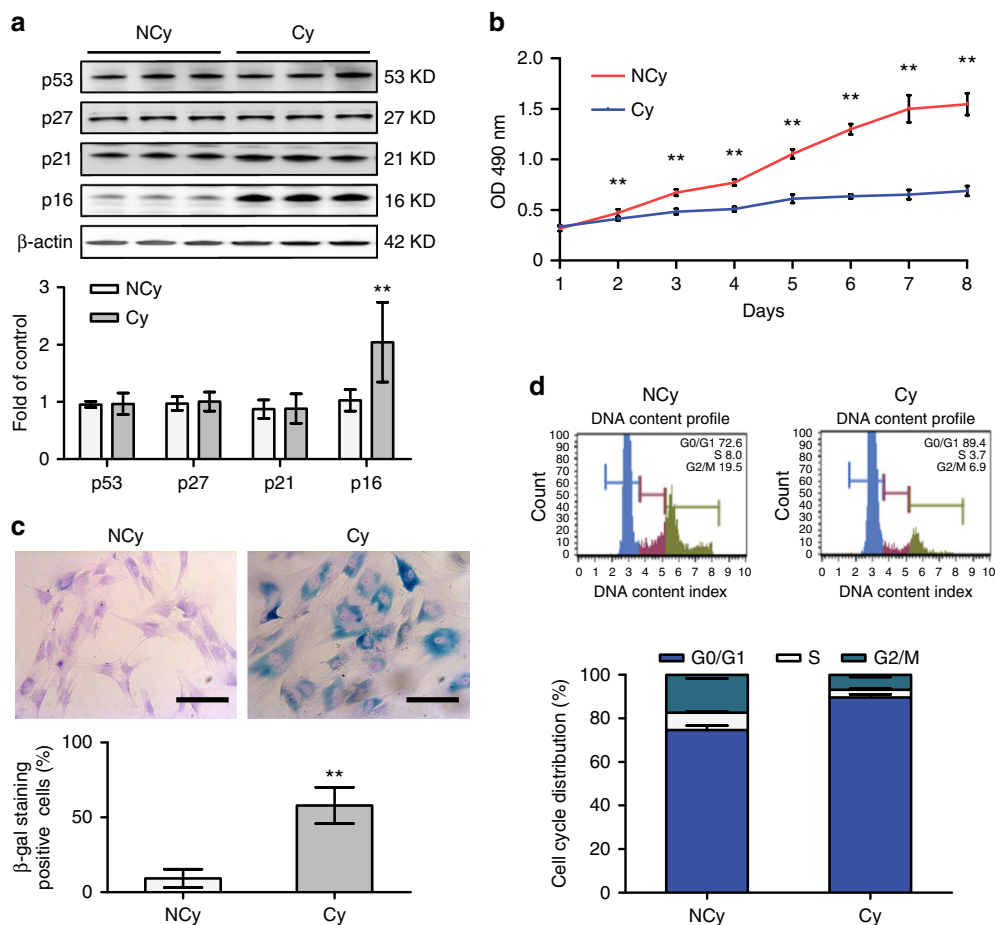 a
NCy Cy
p53 53 KD
p27 27 KD
p21 21 KD
p16 16 KD
β-actin 42 KD
3
2
1
0
Fold of control
NCy
Cy
**
p53 p27 p21 p16
b
2.0
1.5
1.0
0.5
0
OD 490 nm
NCy
Cy
** ** ** ** ** ** **
1 2 3 4 5 6 7 8
Days
c
NCy Cy
100
50
0
β-gal staining
positive cells (%)
**
NCy Cy
d
NCy
DNA content profile
G0/G1 72.6
S 8.0
G2/M 19.5
100
90
80
70
60
50
40
30
20
10
0
Count
0 1 2 3 4 5 6 7 8 9 10
DNA content index
Cy
DNA content profile
G0/G1 89.4
S 3.7
G2/M 6.9
100
90
80
70
60
50
40
30
20
10
0
Count
0 1 2 3 4 5 6 7 8 9 10
DNA content index
G0/G1 S G2/M
100
80
60
40
20
0
Cell cycle distribution (%)
NCy Cy